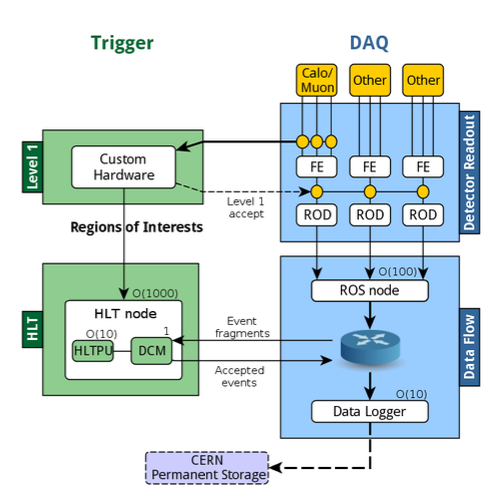 Trigger
DAQ
Calo/
Muon
Other
Other
Level 1
Custom
Hardware
FE
FE
FE
Detector Readout
Level 1
accept
ROD
ROD
ROD
Regions of Interests
HLT
O(1000)
HLT node
O(10)
1
HLTPU
DCM
Event
fragments
Accepted
events
O(100)
ROS node
Data Flow
O(10)
Data Logger
CERN
Permanent Storage